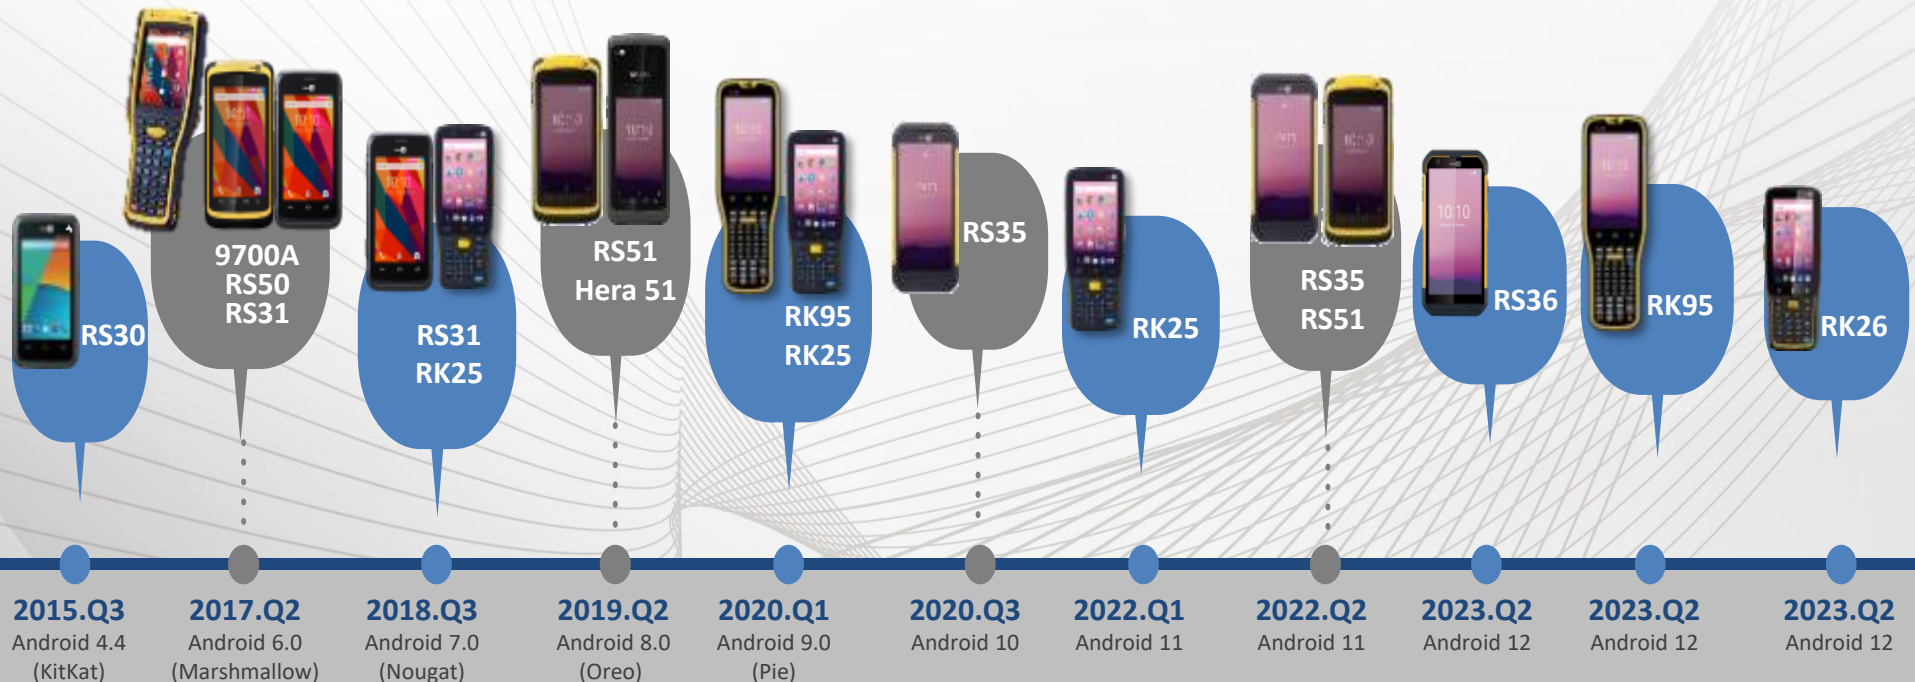 9700A
RS50
RS31
RS30
RS31
RK25
RS51
Hera 51
RK95
RK25
RS35
RK25
RS35
RS51
RS36
10:10
RK95
RK26
2015.Q3
Android 4.4
(KitKat)
2017.Q2
Android 6.0
(Marshmallow)
2018.Q3
Android 7.0
(Nougat)
2019.Q2
Android 8.0
(Oreo)
2020.Q1
Android 9.0
(Pie)
2020.Q3
Android 10
2022.Q1
Android 11
2022.Q2
Android 11
2023.Q2
Android 12
2023.Q2
Android 12
2023.Q2
Android 12